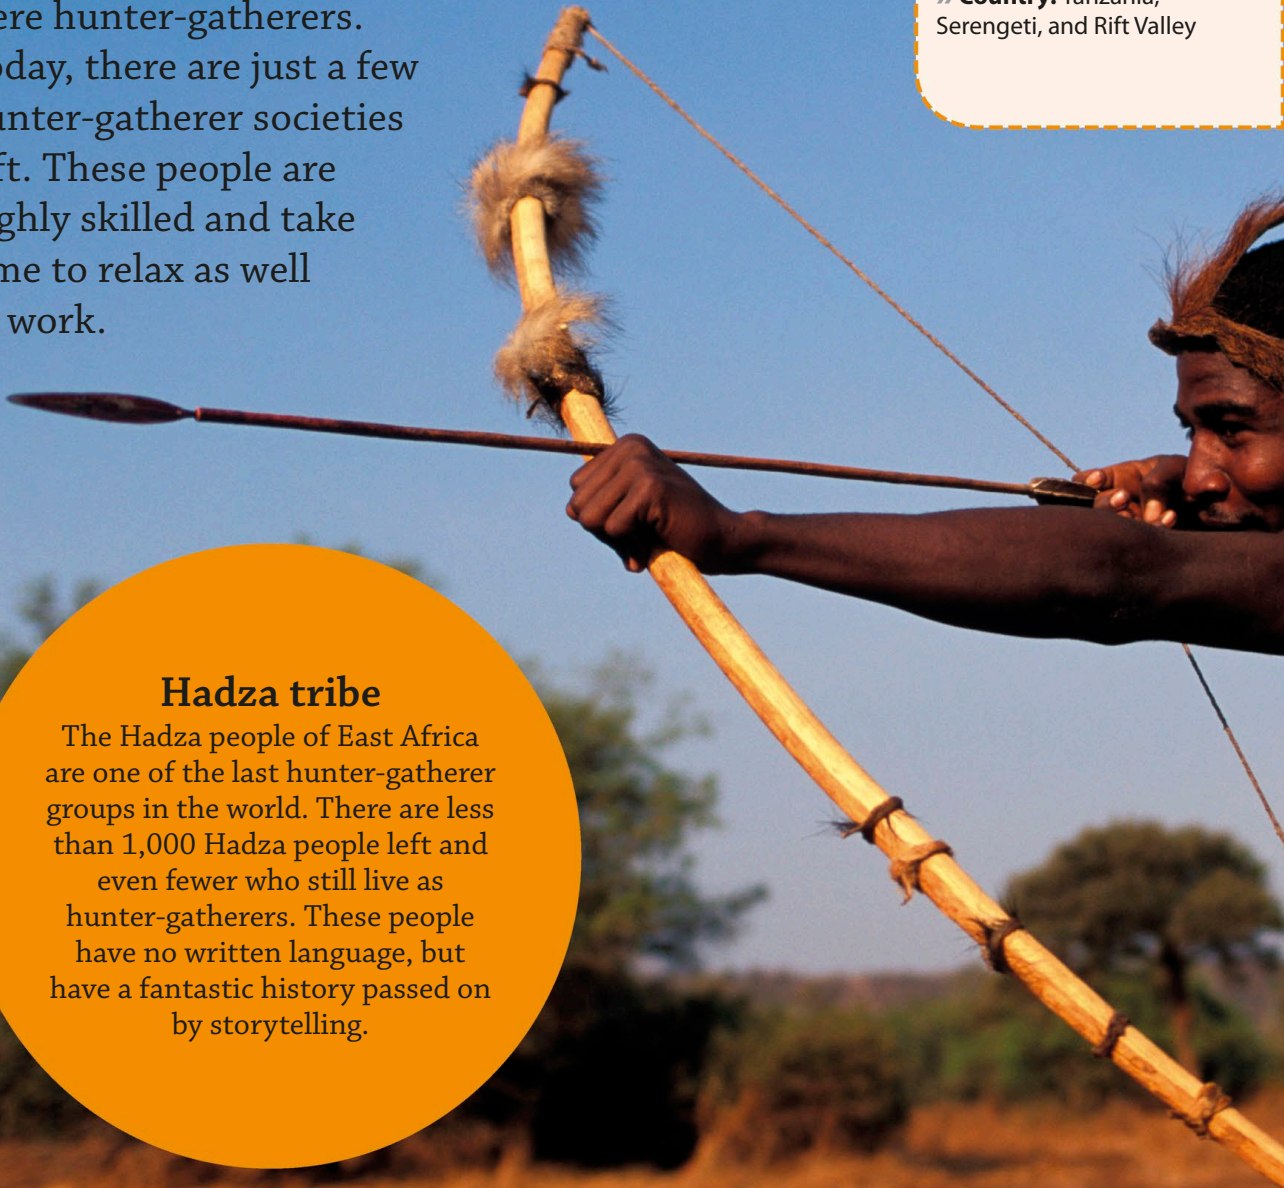 ere hunter-gatherers.
oday, there are just a few
unter-gatherer societies
ft. These people are
ghly skilled and take
me to relax as well
work.
» Country: Tanzania,
Serengeti, and Rift Valley
Hadza tribe
The Hadza people of East Africa
are one of the last hunter-gatherer
groups in the world. There are less
than 1,000 Hadza people left and
even fewer who still live as
hunter-gatherers. These people
have no written language, but
have a fantastic history passed on
by storytelling.